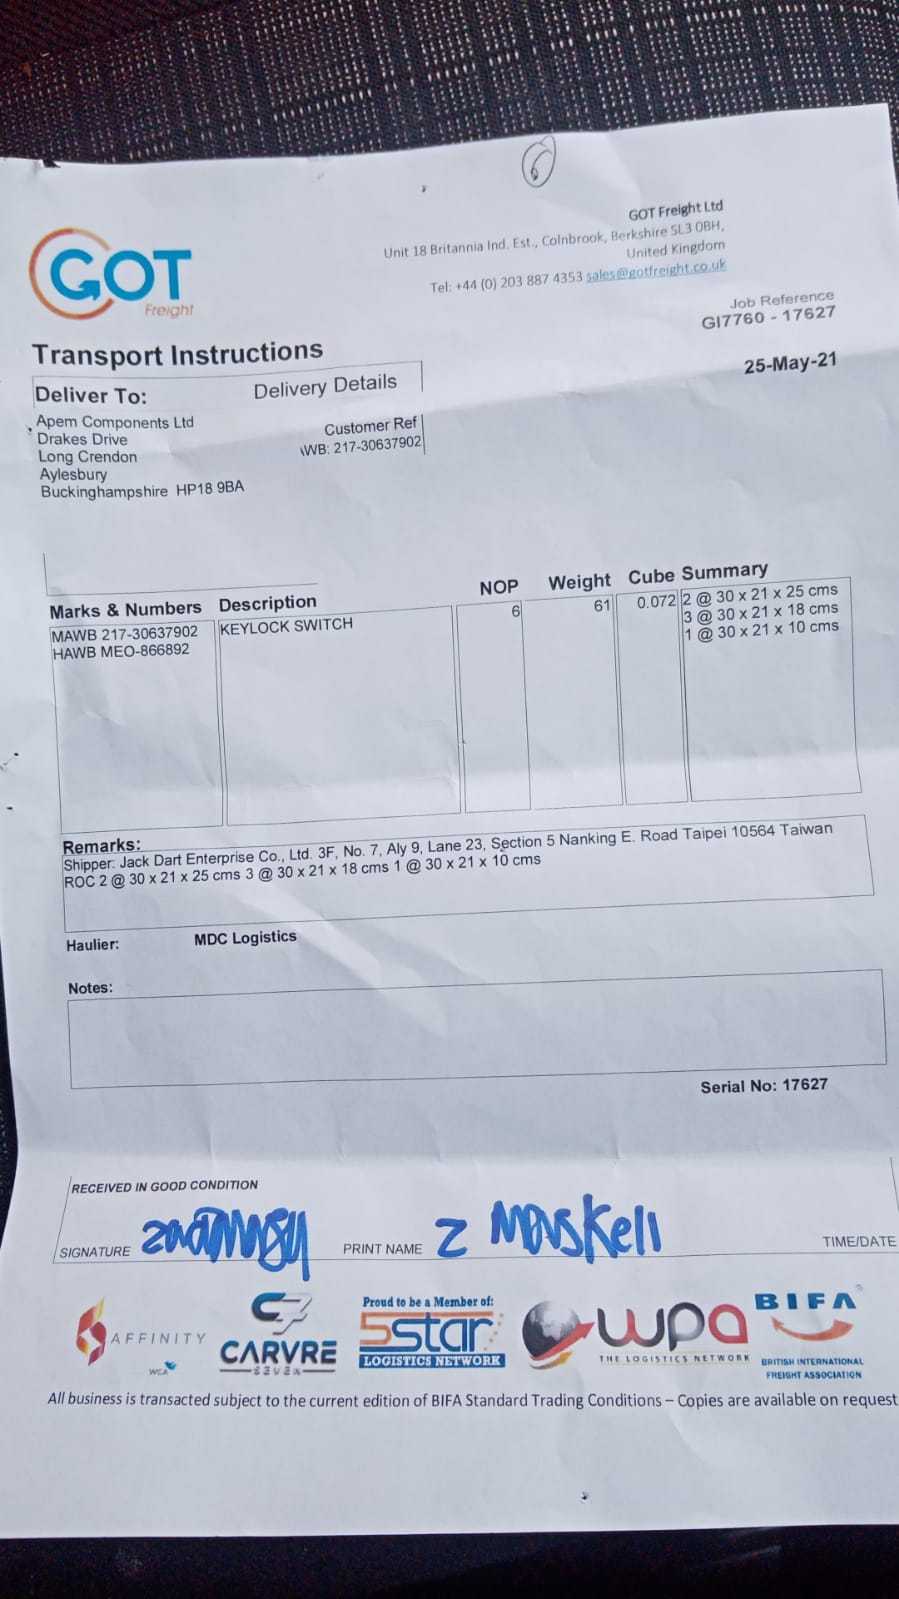 6
GOT Freight Ltd
Unit 18 Britannia Ind. Est., Colnbrook, Berkshire SL3 0BH,
United Kingdom
Tel: +44 (0) 203 887 4353 sales@gotfreight.co.uk
GOT
Freight
Job Reference
GI7760 - 17627
Transport Instructions
25-May-21
Deliver To:
Delivery Details
Apem Components Ltd
Drakes Drive
Long Crendon
Aylesbury
Buckinghampshire HP18 9BA
Customer Ref
WB: 217-30637902
Marks & Numbers Description NOP Weight Cube Summary
MAWB 217-30637902 KEYLOCK SWITCH 6 61 0.072 2 @ 30 x 21 x 25 cms
HAWB MEO-866892 3 @ 30 x 21 x 18 cms
1 @ 30 x 21 x 10 cms
Remarks:
Shipper: Jack Dart Enterprise Co., Ltd. 3F, No. 7, Aly 9, Lane 23, Section 5 Nanking E. Road Taipei 10564 Taiwan
ROC 2 @ 30 x 21 x 25 cms 3 @ 30 x 21 x 18 cms 1 @ 30 x 21 x 10 cms
Haulier: MDC Logistics
Notes:
Serial No: 17627
RECEIVED IN GOOD CONDITION
SIGNATURE
PRINT NAME Z Maskell
TIME/DATE
AFFINITY
WCA
C7
CARVRE
SEVEN
Proud to be a Member of:
5star
LOGISTICS NETWORK
wpa
THE LOGISTICS NETWORK
BIFA
BRITISH INTERNATIONAL
FREIGHT ASSOCIATION
All business is transacted subject to the current edition of BIFA Standard Trading Conditions – Copies are available on request